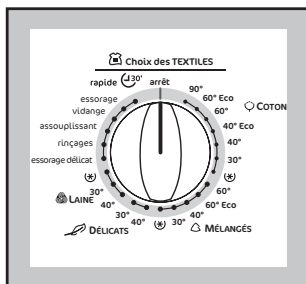 Choix des TEXTILES
rapide 30'
arrêt
90°
60° Eco
60°
40° Eco
40°
30°
COTON
60°
60° Eco
40°
30°
MÉLANGÉS
40°
30°
DÉLICATS
40°
30°
LAINE
essorage délicat
rinçages
assouplissant
vidange
essorage